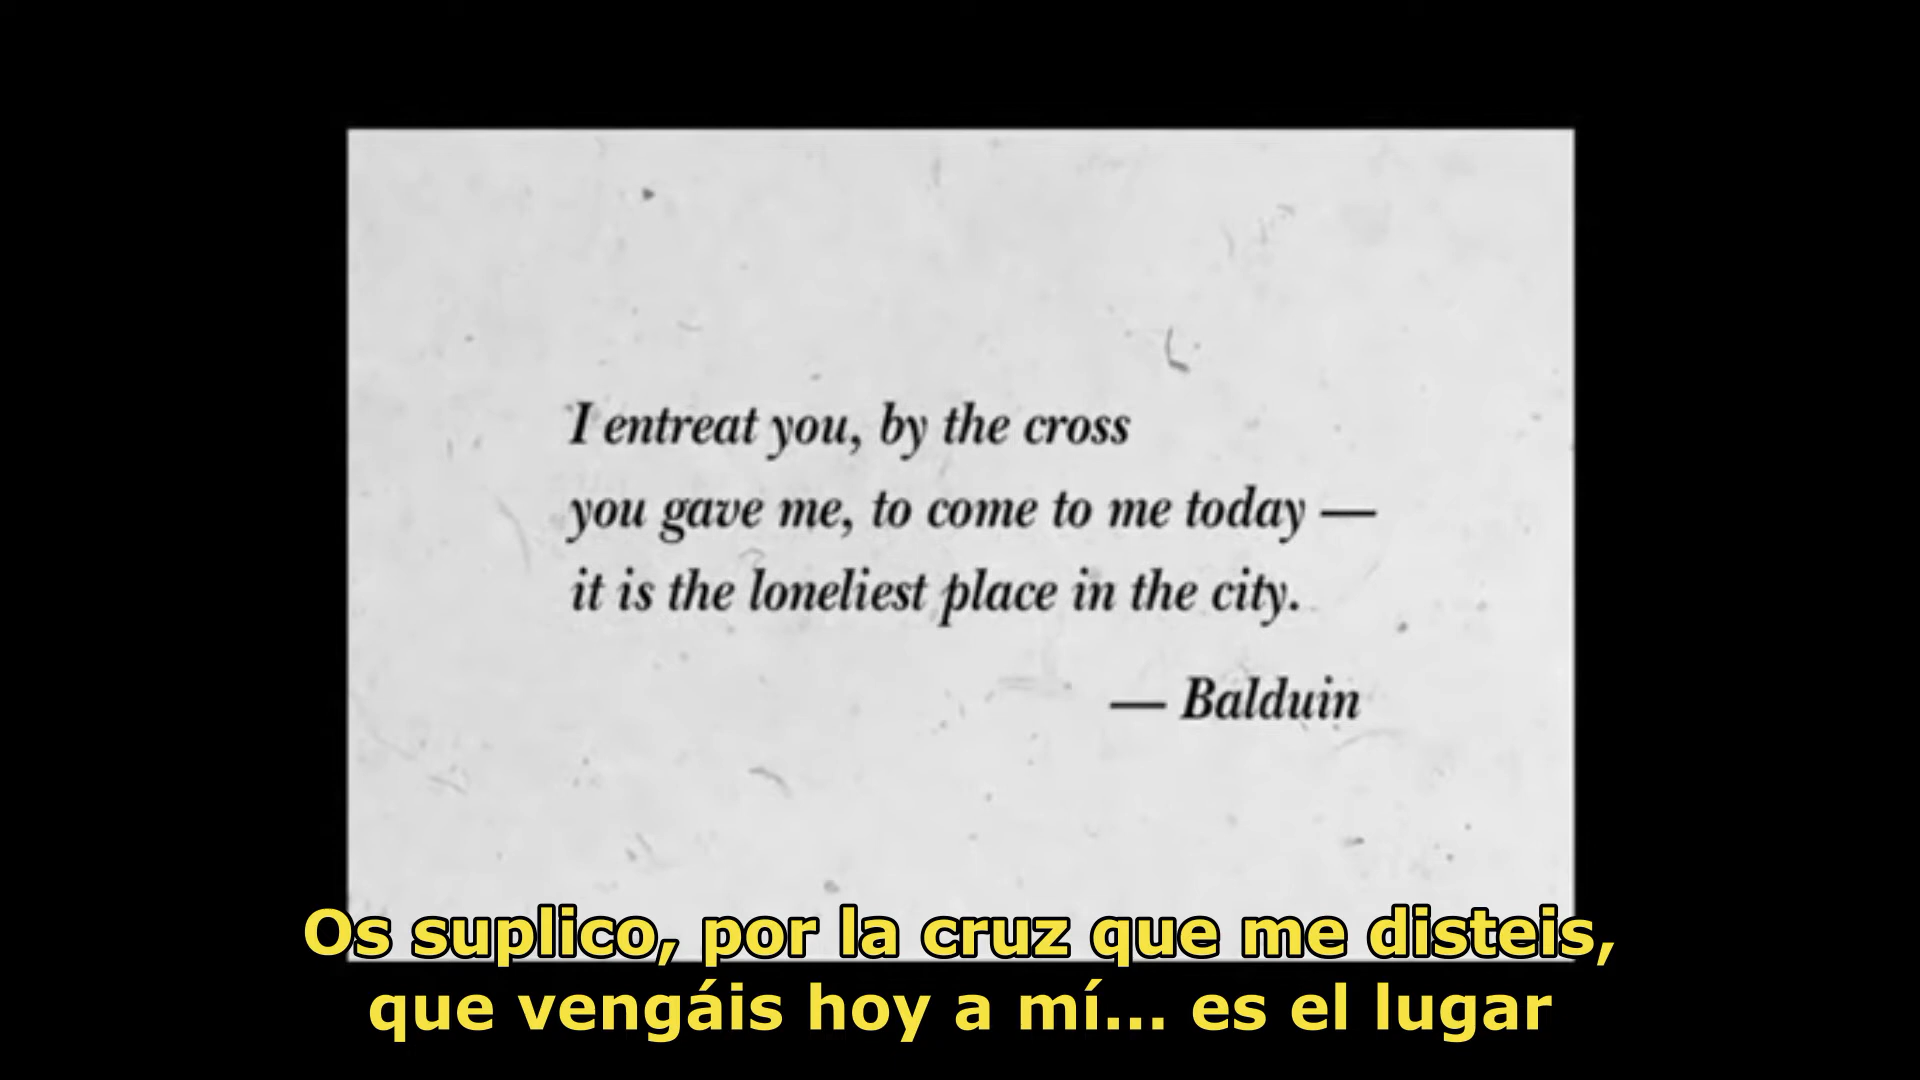 I entreat you, by the cross
you gave me, to come to me today —
it is the loneliest place in the city.
— Balduin
Os suplico, por la cruz que me disteis,
que vengáis hoy a mí... es el lugar